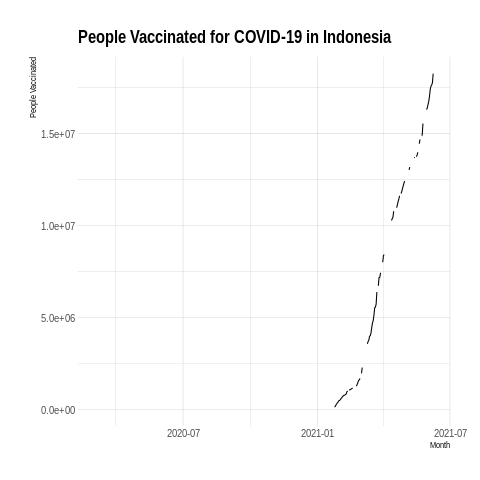 People Vaccinated for COVID-19 in Indonesia
People Vaccinated
1.5e+07
1.0e+07
5.0e+06
0.0e+00
2020-07
2021-01
2021-07
Month